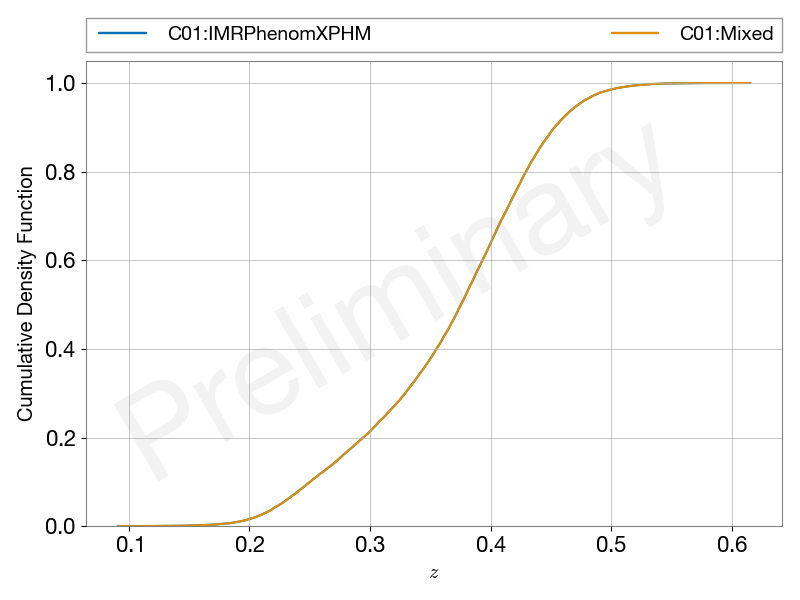 C01:IMRPhenomXPHM C01:Mixed
1.0
0.8
0.6
0.4
0.2
0.0
Cumulative Density Function
Preliminary
0.1 0.2 0.3 0.4 0.5 0.6
z